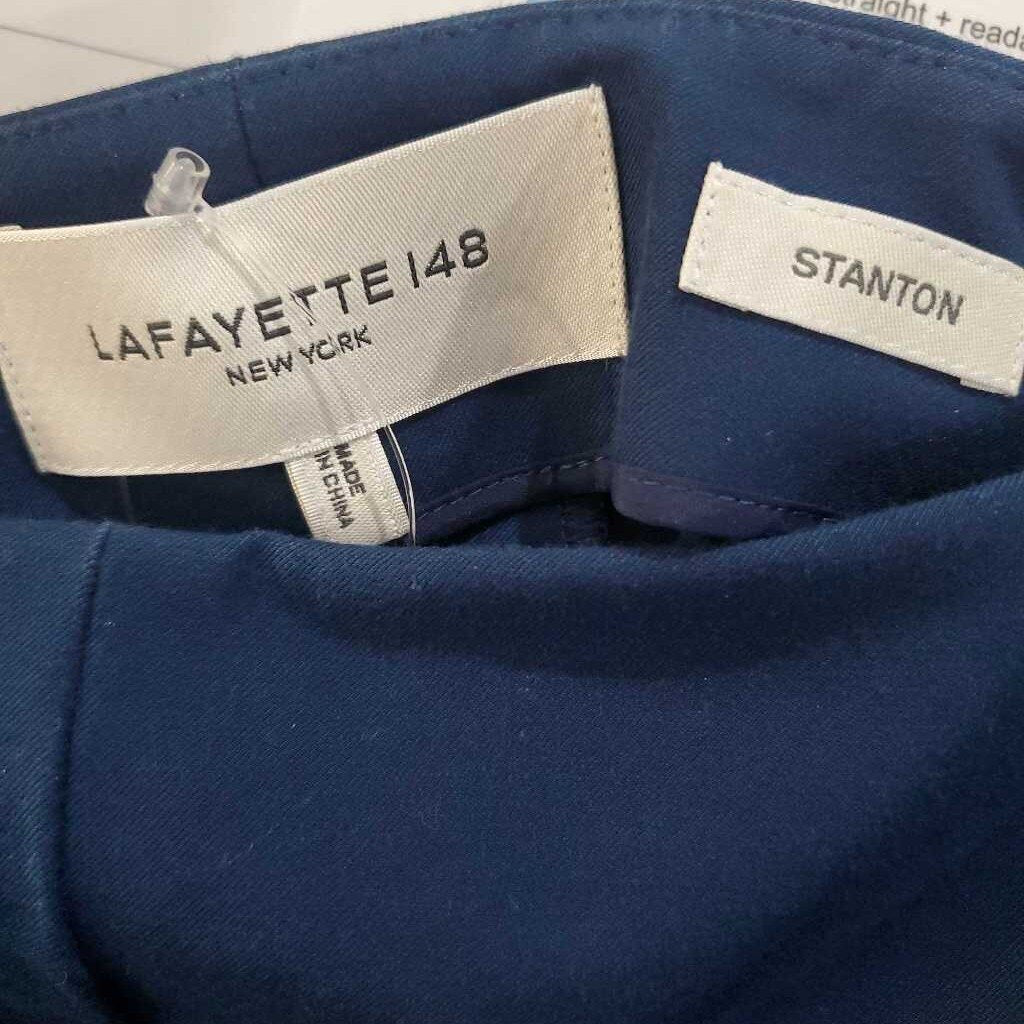 straight + reada
LAFAYETTE 148
NEW YORK
STANTON
MADE
IN CHINA